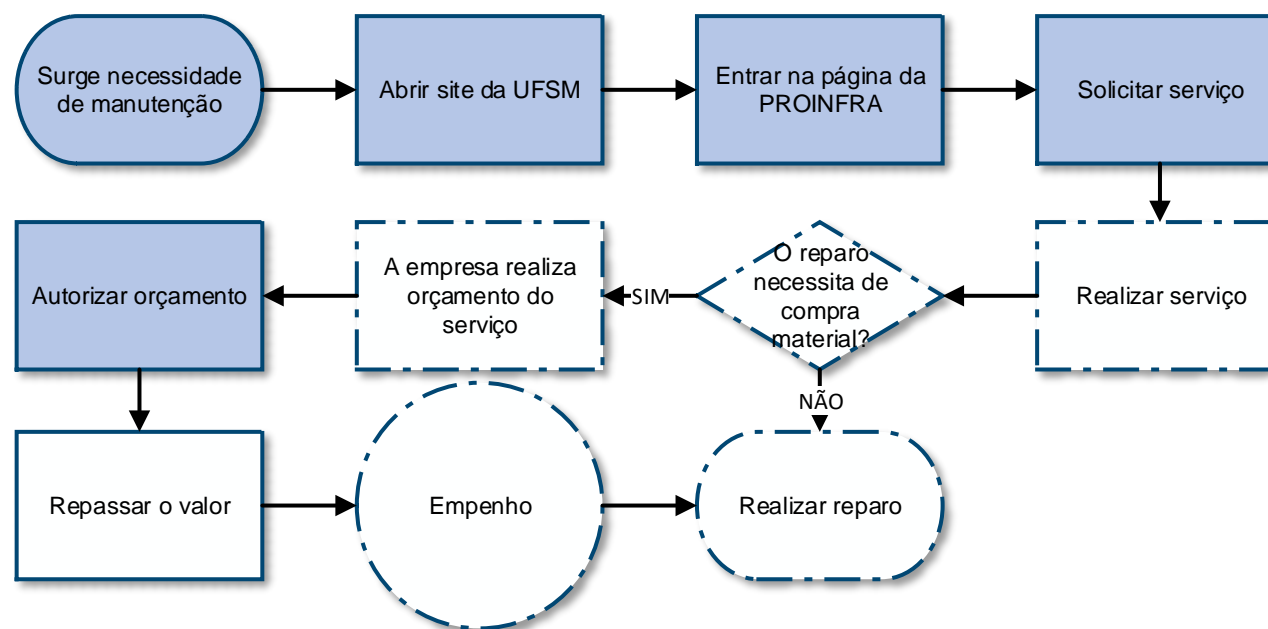 Surge necessidade
de manutenção
Abrir site da UFSM
Entrar na página da
PROINFRA
Solicitar serviço
Realizar serviço
O reparo
necessita de
compra
material?
SIM
A empresa realiza
orçamento do
serviço
Autorizar orçamento
NÃO
Repassar o valor
Empenho
Realizar reparo